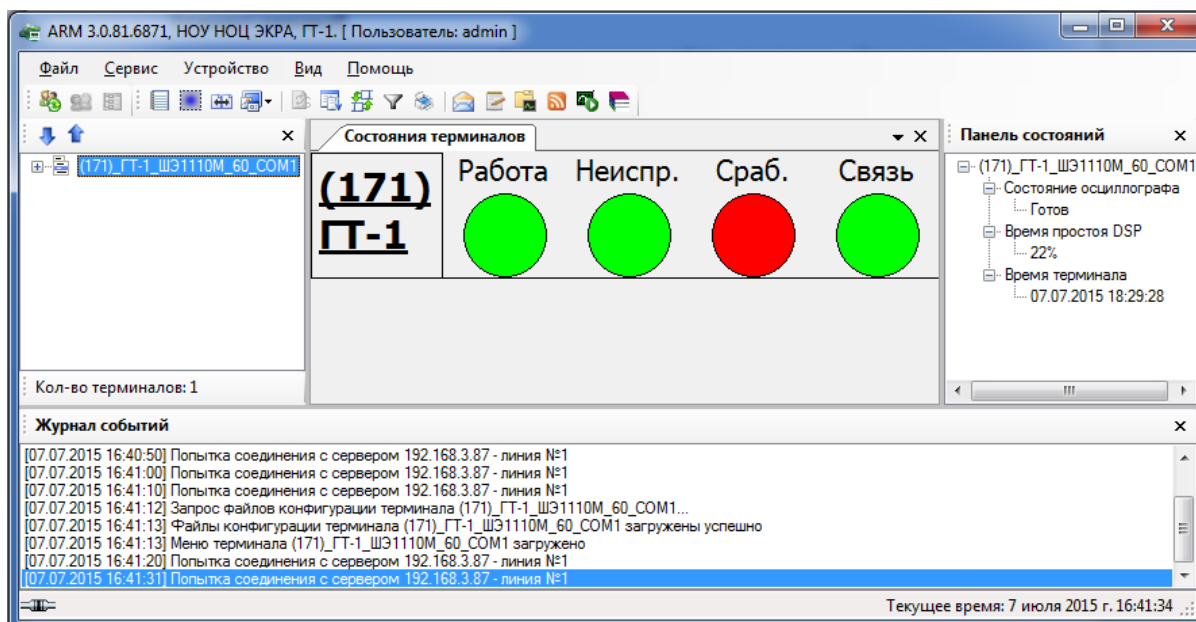 ARM 3.0.81.6871, НОУ НОЦ ЭКРА, ГТ-1. [ Пользователь: admin ]
Файл Сервис Устройство Вид Помощь
Состояния терминалов
Панель состояний
(171)_ГТ-1_ШЭ1110М_60_COM1
(171)
ГТ-1
Работа Неиспр. Сраб. Связь
(171)_ГТ-1_ШЭ1110М_60_COM1
Состояние осциллографа
Готов
Время простоя DSP
22%
Время терминала
07.07.2015 18:29:28
Кол-во терминалов: 1
Журнал событий
[07.07.2015 16:40:50] Попытка соединения с сервером 192.168.3.87 - линия №1
[07.07.2015 16:41:00] Попытка соединения с сервером 192.168.3.87 - линия №1
[07.07.2015 16:41:10] Попытка соединения с сервером 192.168.3.87 - линия №1
[07.07.2015 16:41:12] Запрос файлов конфигурации терминала (171)_ГТ-1_ШЭ1110М_60_COM1...
[07.07.2015 16:41:13] Файлы конфигурации терминала (171)_ГТ-1_ШЭ1110М_60_COM1 загружены успешно
[07.07.2015 16:41:13] Меню терминала (171)_ГТ-1_ШЭ1110М_60_COM1 загружено
[07.07.2015 16:41:20] Попытка соединения с сервером 192.168.3.87 - линия №1
[07.07.2015 16:41:31] Попытка соединения с сервером 192.168.3.87 - линия №1
Текущее время: 7 июля 2015 г. 16:41:34